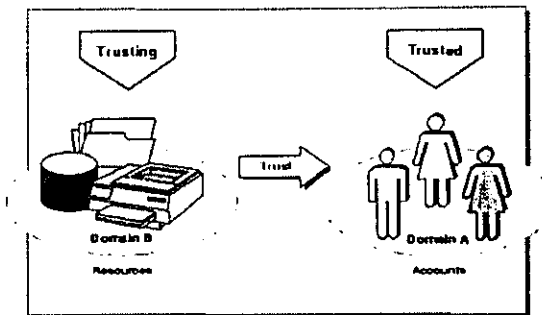 Trusting
Trusted
Trust
Domain B
Domain A
Resources
Accounts